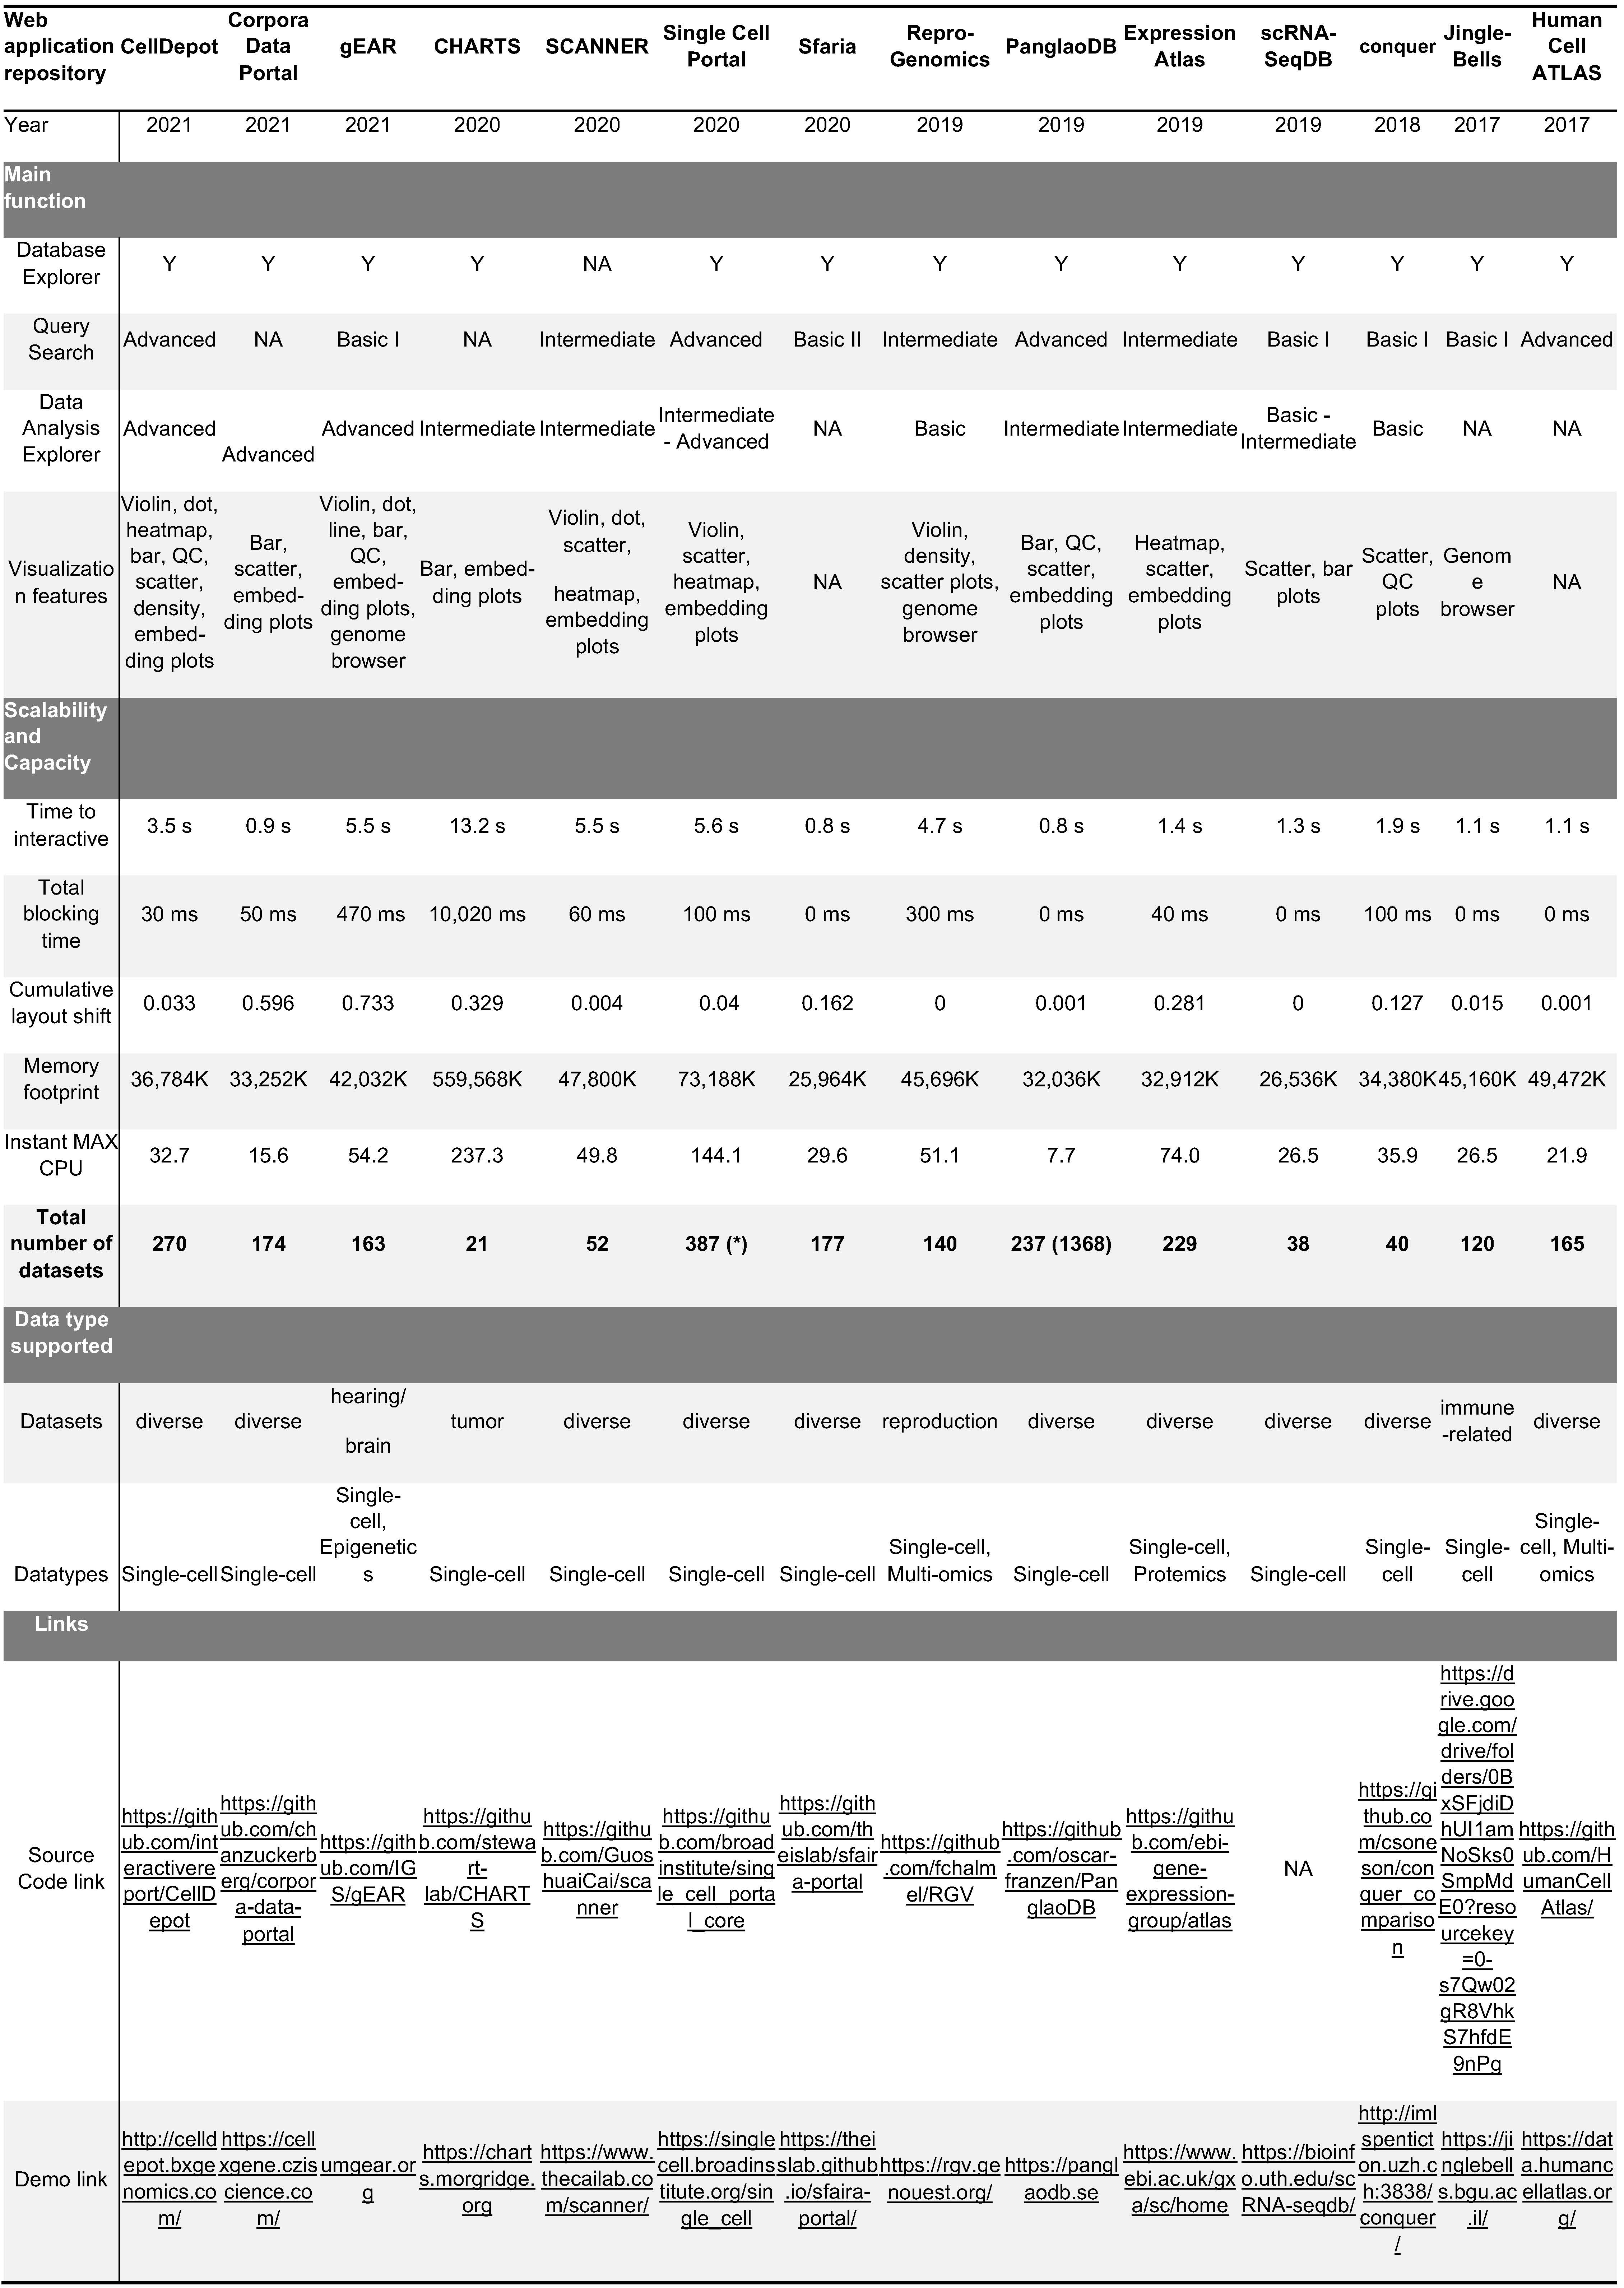 Web application repository CellDepot Corpora Data Portal gEAR CHARTS SCANNER Single Cell Portal Sfaria Repro-Genomics PanglaoDB Expression Atlas scRNA-SeqDB conquer Jingle-Bells Human Cell ATLAS
Year 2021 2021 2021 2020 2020 2020 2020 2019 2019 2019 2019 2018 2017 2017
Main function
Database Explorer Y Y Y Y NA Y Y Y Y Y Y Y Y Y
Query Search Advanced NA Basic I NA Intermediate Advanced Basic II Intermediate Advanced Intermediate Basic I Basic I Basic I Advanced
Data Analysis Explorer Advanced Advanced Advanced Intermediate Intermediate Intermediate - Advanced NA Basic Intermediate Intermediate Basic - Intermediate Basic NA NA
Visualizatio n features Violin, dot, heatmap, bar, QC, scatter, density, embed-ding plots Bar, scatter, embed-ding plots Violin, dot, line, bar, QC, embed-ding plots, genome browser Bar, embed-ding plots Violin, dot, scatter, heatmap, embedding plots Violin, scatter, heatmap, embedding plots NA Violin, density, scatter plots, genome browser Bar, QC, scatter, embedding plots Heatmap, scatter, embedding plots Scatter, bar plots Scatter, QC plots Genom e browser NA
Scalability and Capacity
Time to interactive 3.5 s 0.9 s 5.5 s 13.2 s 5.5 s 5.6 s 0.8 s 4.7 s 0.8 s 1.4 s 1.3 s 1.9 s 1.1 s 1.1 s
Total blocking time 30 ms 50 ms 470 ms 10,020 ms 60 ms 100 ms 0 ms 300 ms 0 ms 40 ms 0 ms 100 ms 0 ms 0 ms
Cumulative layout shift 0.033 0.596 0.733 0.329 0.004 0.04 0.162 0 0.001 0.281 0 0.127 0.015 0.001
Memory footprint 36,784K 33,252K 42,032K 559,568K 47,800K 73,188K 25,964K 45,696K 32,036K 32,912K 26,536K 34,380K 45,160K 49,472K
Instant MAX CPU 32.7 15.6 54.2 237.3 49.8 144.1 29.6 51.1 7.7 74.0 26.5 35.9 26.5 21.9
Total number of datasets 270 174 163 21 52 387 (*) 177 140 237 (1368) 229 38 40 120 165
Data type supported
Datasets diverse diverse hearing/ brain tumor diverse diverse diverse reproduction diverse diverse diverse diverse immune -related diverse
Datatypes Single-cell Single-cell Single-cell, Epigenetic s Single-cell Single-cell Single-cell Single-cell Single-cell, Multi-omics Single-cell Single-cell, Protemics Single-cell Single-cell Single-cell Single-cell, Multi-omics
Links
Source Code link https://github.com/interactivereport/CellDepot https://github.com/chanzuckerberg/corpora-data-portal https://github.com/IGS/gEAR https://github.com/stewart-lab/CHARTS https://github.com/GuoshuaiCai/scanner https://github.com/broadinstitute/single_cell_portal_core https://github.com/theislab/sfaira-portal https://github.com/fchalmel/RGV https://github.com/oscar-franzen/PanglaoDB https://github.com/ebi-gene-expression-group/atlas NA https://github.com/csoneson/conquer_comparison https://drive.google.com/drive/folders/0BxSFjdiDhUI1amNoSks0SmpMdE0?resourcekey=0-s7Qw02gR8VhkS7hfdE9nPg https://github.com/HumanCellAtlas/
Demo link http://celldepot.bxgenomics.com/ https://cellxgene.cziscience.com/ umgear.org https://charts.morgridge.org https://www.thecailab.com/scanner/ https://singlecell.broadinstitute.org/single_cell https://theislab.github.io/sfaira-portal/ https://rgv.genouest.org/ https://panglaodb.se https://www.ebi.ac.uk/gxa/sc/home https://bioinfo.uth.edu/scRNA-seqdb/ http://imlspenticton.uzh.ch:3838/conquer/ https://jinglebells.bgu.ac.il/ https://data.humancellatlas.org/